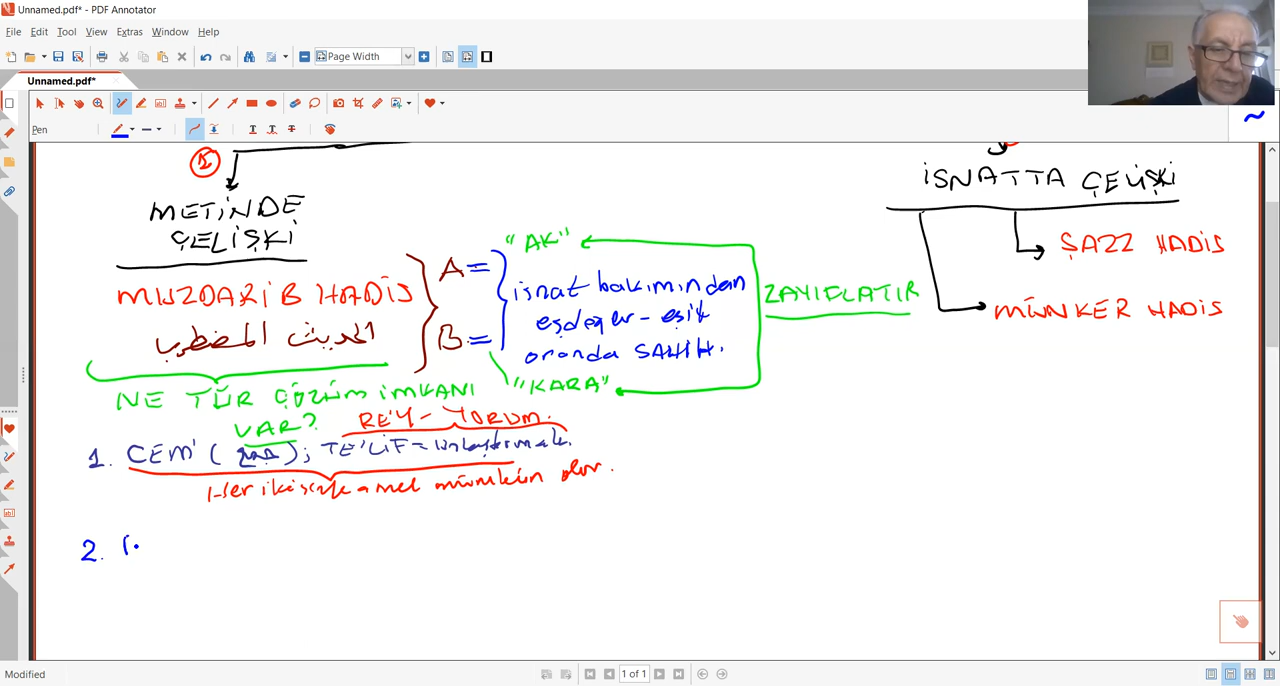 Unnamed.pdf* - PDF Annotator
File Edit Tool View Extras Window Help
Page Width
Unnamed.pdf*
Pen
1
METİNDE
ÇELİŞKİ
MUZDARİB HADİS
الحديث المضطرب
A =
B =
"AK"
isnat bakımından
eşdeğer - eşit
oranda SAHİH.
"KARA"
ZAYIFLATIR
İSNATTA ÇELİŞKİ
ŞAZZ HADİS
MÜNKER HADİS
NE TÜR ÇÖZÜM İMKANI
VAR?
RE'Y - YORUM.
1. CEM' ( جمع ); TE'LİF = uzlaştırmak.
Her ikisiyle amel mümkün olur.
2.
Modified
1 of 1